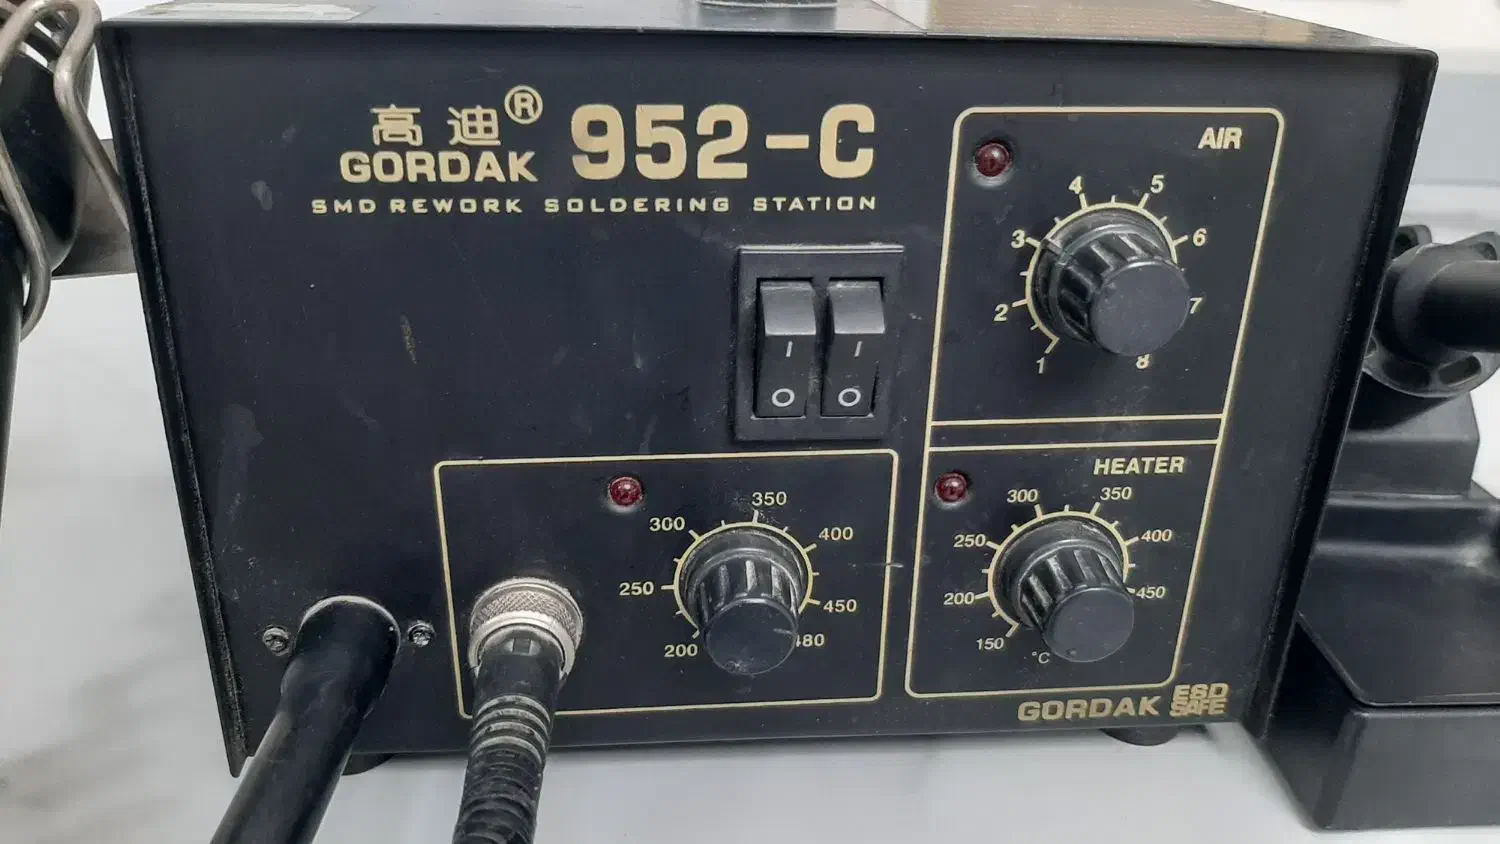 高迪®
GORDAK 952-C
SMD REWORK SOLDERING STATION
AIR
1 2 3 4 5 6 7 8
I I
O O
200 250 300 350 400 450
HEATER
150 200 250 300 350 400 450
°C
GORDAK ESD SAFE